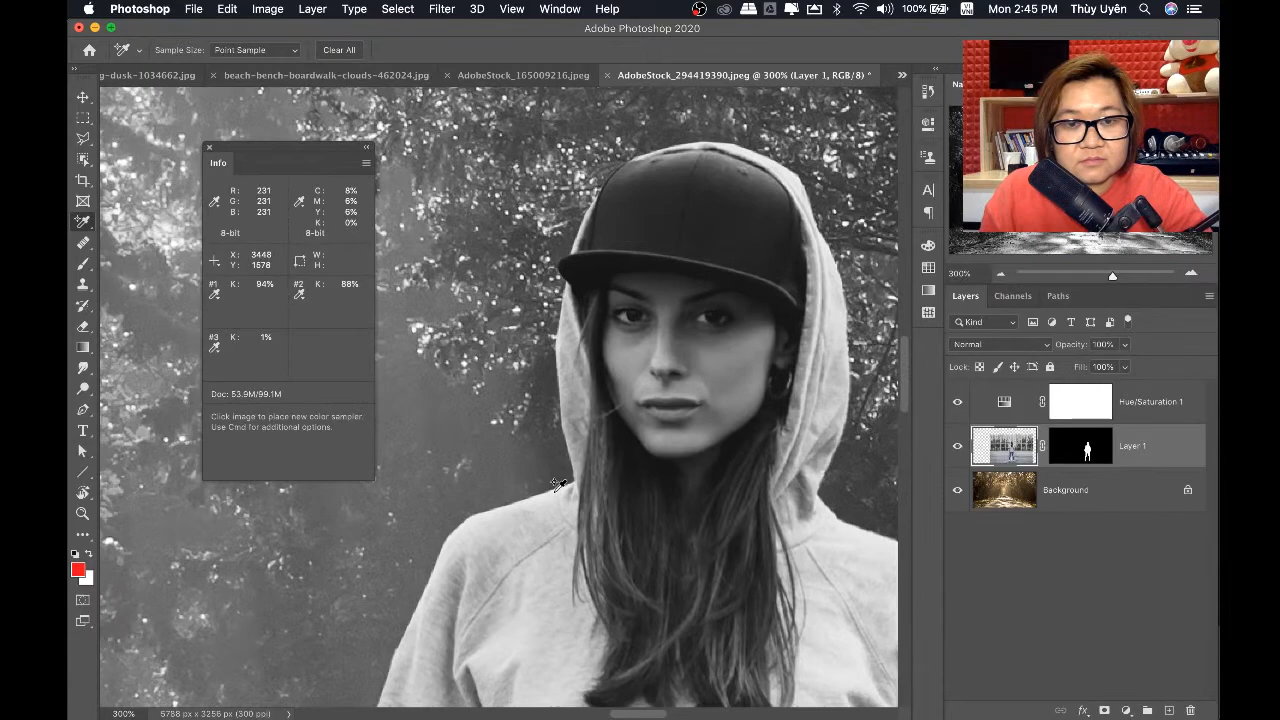 Photoshop File Edit Image Layer Type Select Filter 3D View Window Help 100% VI VNI Mon 2:45 PM Thùy Uyên
Adobe Photoshop 2020
Sample Size: Point Sample Clear All
g-dusk-1034662.jpg × beach-bench-boardwalk-clouds-462024.jpg × AdobeStock_165009216.jpeg × AdobeStock_294419390.jpeg @ 300% (Layer 1, RGB/8) *
Info
R: 231 C: 8%
G: 231 M: 6%
B: 231 Y: 6%
K: 0%
8-bit 8-bit
X: 3448 W:
Y: 1578 H:
#1 K: 94% #2 K: 88%
#3 K: 1%
Doc: 53.9M/99.1M
Click image to place new color sampler.
Use Cmd for additional options.
300%
Layers Channels Paths
Kind
Normal Opacity: 100%
Lock: Fill: 100%
Hue/Saturation 1
Layer 1
Background
fx
300% 5788 px x 3256 px (300 ppi)